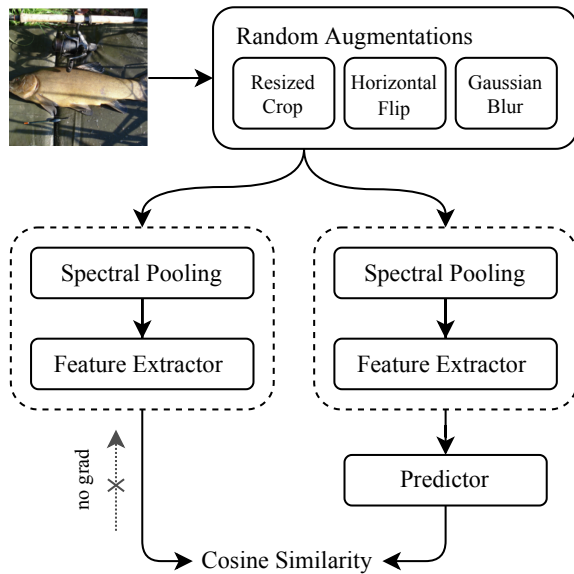 Random Augmentations
Resized
Crop
Horizontal
Flip
Gaussian
Blur
Spectral Pooling
Feature Extractor
Spectral Pooling
Feature Extractor
no grad
Predictor
Cosine Similarity